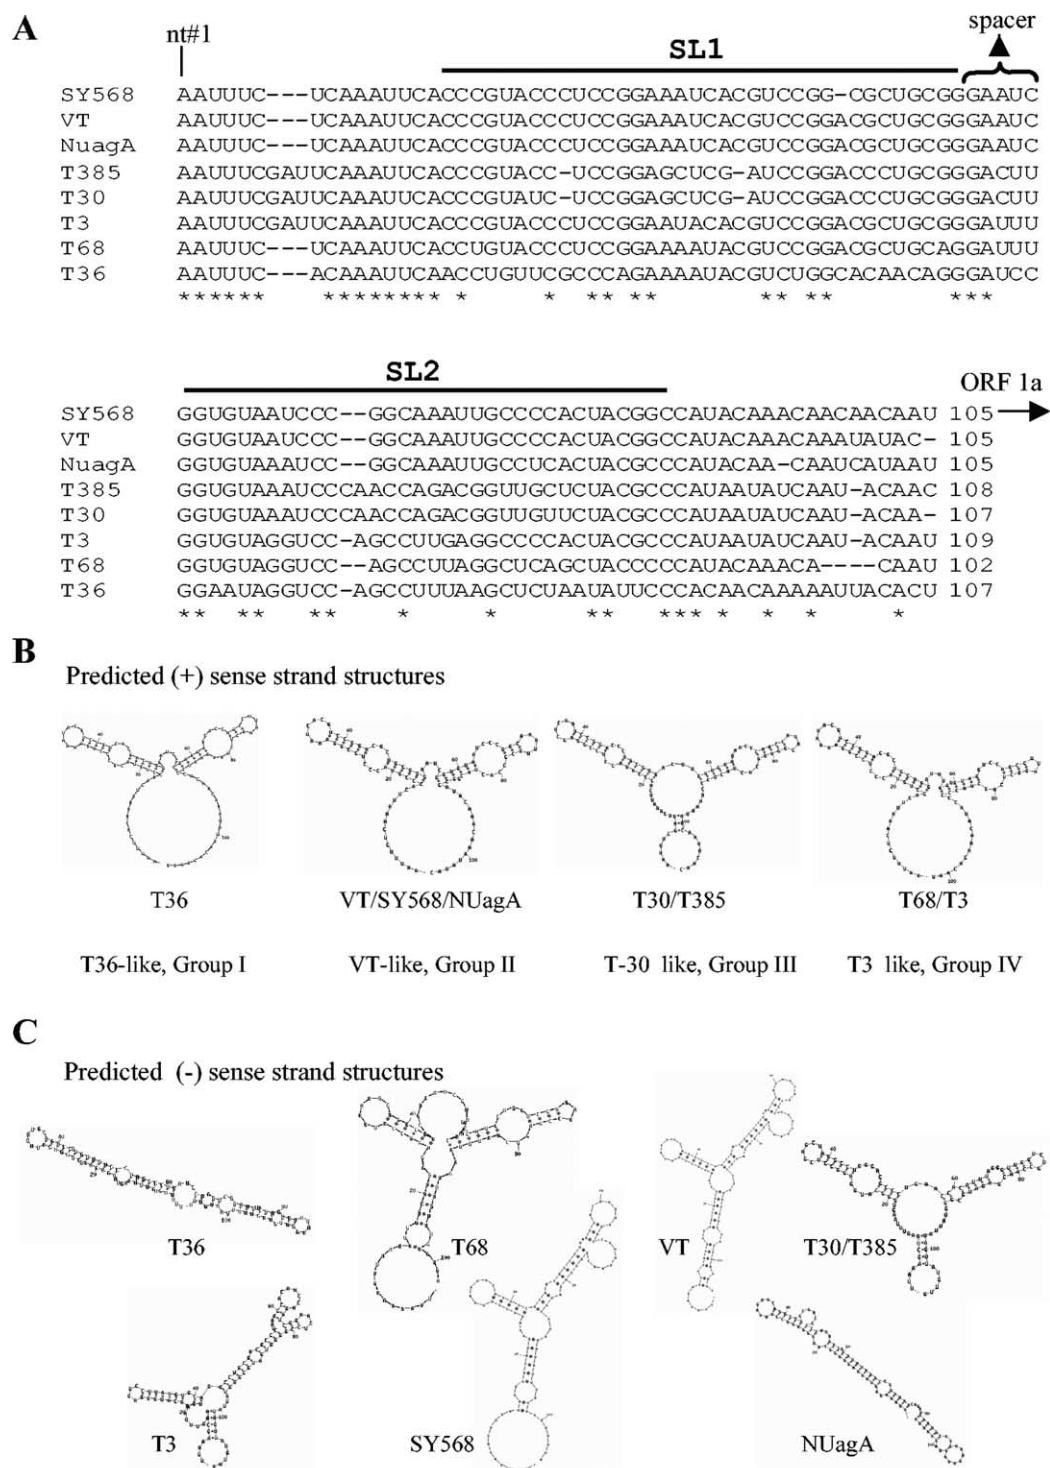 A
nt#1
SL1
spacer
SY568 AAUUUC---UCAAAUUCACCCGUACCCUCCGGAAAUCACGUCCGG-CGCUGCGGGAAUC
VT AAUUUC---UCAAAUUCACCCGUACCCUCCGGAAAUCACGUCCGGACGCUGCGGGAAUC
NuagA AAUUUC---UCAAAUUCACCCGUACCCUCCGGAAAUCACGUCCGGACGCUGCGGGAAUC
T385 AAUUUCGAUUCAAAUUCACCCGUACC-UCCGGAGCUCG-AUCCGGACCCUGCGGGACUU
T30 AAUUUCGAUUCAAAUUCACCCGUAUC-UCCGGAGCUCG-AUCCGGACCCUGCGGGACUU
T3 AAUUUCGAUUCAAAUUCACCCGUACCCUCCGGAAUACACGUCCGGACGCUGCGGGAUUU
T68 AAUUUC---UCAAAUUCACCUGUACCCUCCGGAAAAUACGUCCGGACGCUGCAGGAUUU
T36 AAUUUC---ACAAAUUCAACCUGUUCGCCCAGAAAAUACGUCUGGCACAACAGGGAUCC
****** ******** * * ** ** ** ** ***
SL2
ORF 1a
SY568 GGUGUAAUCCC--GGCAAAUUGCCCCACUACGGCCAUACAAACAACAACAAU 105
VT GGUGUAAUCCC--GGCAAAUUGCCCCACUACGGCCAUACAAACAAAUAUAC- 105
NuagA GGUGUAAAUCC--GGCAAAUUGCCUCACUACGCCCAUACAA-CAAUCAUAAU 105
T385 GGUGUAAAUCCCAACCAGACGGUUGCUCUACGCCCAUAAUAUCAAU-ACAAC 108
T30 GGUGUAAAUCCCAACCAGACGGUUGUUCUACGCCCAUAAUAUCAAU-ACAA- 107
T3 GGUGUAGGUCC-AGCCUUGAGGCCCCACUACGCCCAUAAUAUCAAU-ACAAU 109
T68 GGUGUAGGUCC-AGCCUUAGGCUCAGCUACCCCCAUACAAACA----CAAU 102
T36 GGAAUAGGUCC-AGCCUUUAAGCUCUAAUAUUCCCACAACAAAAAUUACACU 107
** ** ** * * ** *** * * * *
B
Predicted (+) sense strand structures
T36 VT/SY568/NUagA T30/T385 T68/T3
T36-like, Group I VT-like, Group II T-30 like, Group III T3 like, Group IV
C
Predicted (-) sense strand structures
T36 T68 VT T30/T385
T3 SY568 NUagA